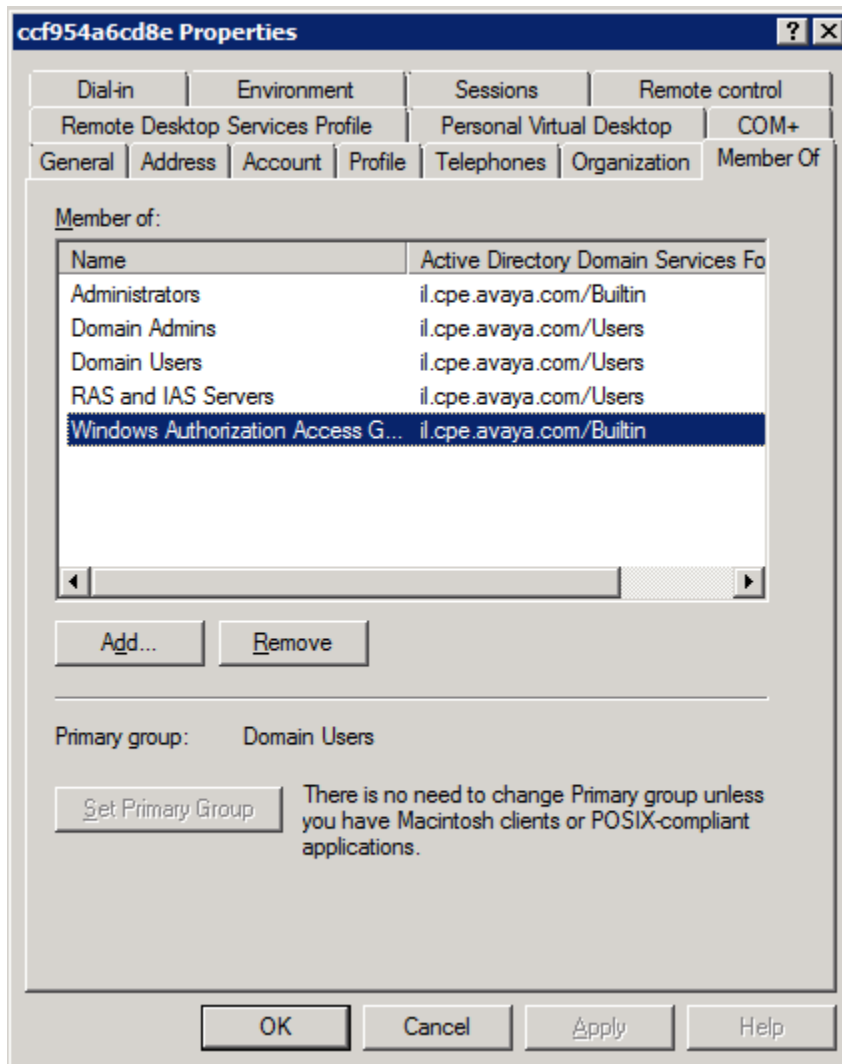 ccf954a6cd8e Properties
Dial-in Environment Sessions Remote control
Remote Desktop Services Profile Personal Virtual Desktop COM+
General Address Account Profile Telephones Organization Member Of
Member of:
Name Active Directory Domain Services Fo
Administrators il.cpe.avaya.com/Builtin
Domain Admins il.cpe.avaya.com/Users
Domain Users il.cpe.avaya.com/Users
RAS and IAS Servers il.cpe.avaya.com/Users
Windows Authorization Access G... il.cpe.avaya.com/Builtin
Add... Remove
Primary group: Domain Users
Set Primary Group
There is no need to change Primary group unless
you have Macintosh clients or POSIX-compliant
applications.
OK Cancel Apply Help